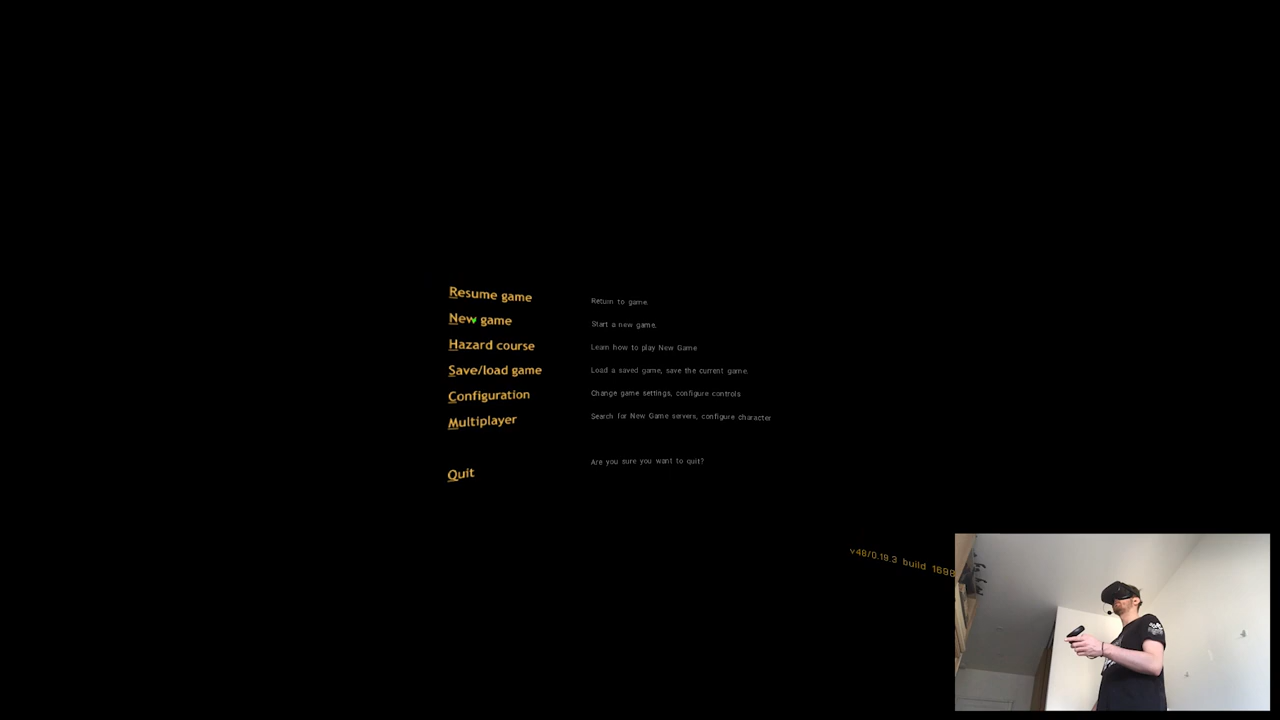 Resume game Return to game.
New game Start a new game.
Hazard course Learn how to play New Game
Save/load game Load a saved game, save the current game.
Configuration Change game settings, configure controls
Multiplayer Search for New Game servers, configure character
Quit Are you sure you want to quit?
v48/0.19.3 build 1698